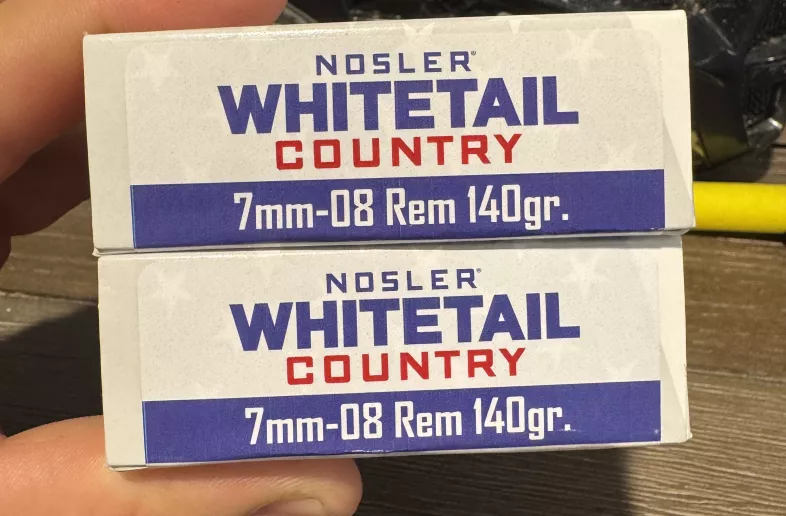 NOSLER®
WHITETAIL
COUNTRY
7mm-08 Rem 140gr.
NOSLER®
WHITETAIL
COUNTRY
7mm-08 Rem 140gr.